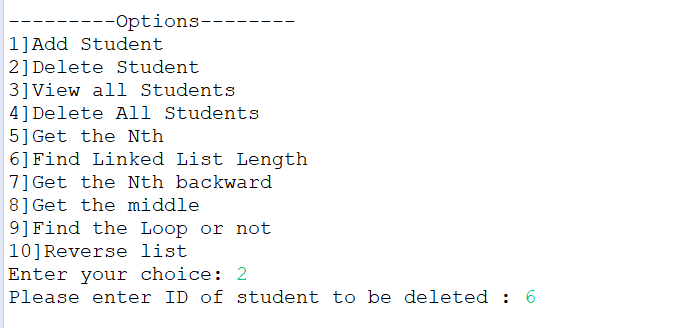 ---------Options--------
1]Add Student
2]Delete Student
3]View all Students
4]Delete All Students
5]Get the Nth
6]Find Linked List Length
7]Get the Nth backward
8]Get the middle
9]Find the Loop or not
10]Reverse list
Enter your choice: 2
Please enter ID of student to be deleted : 6